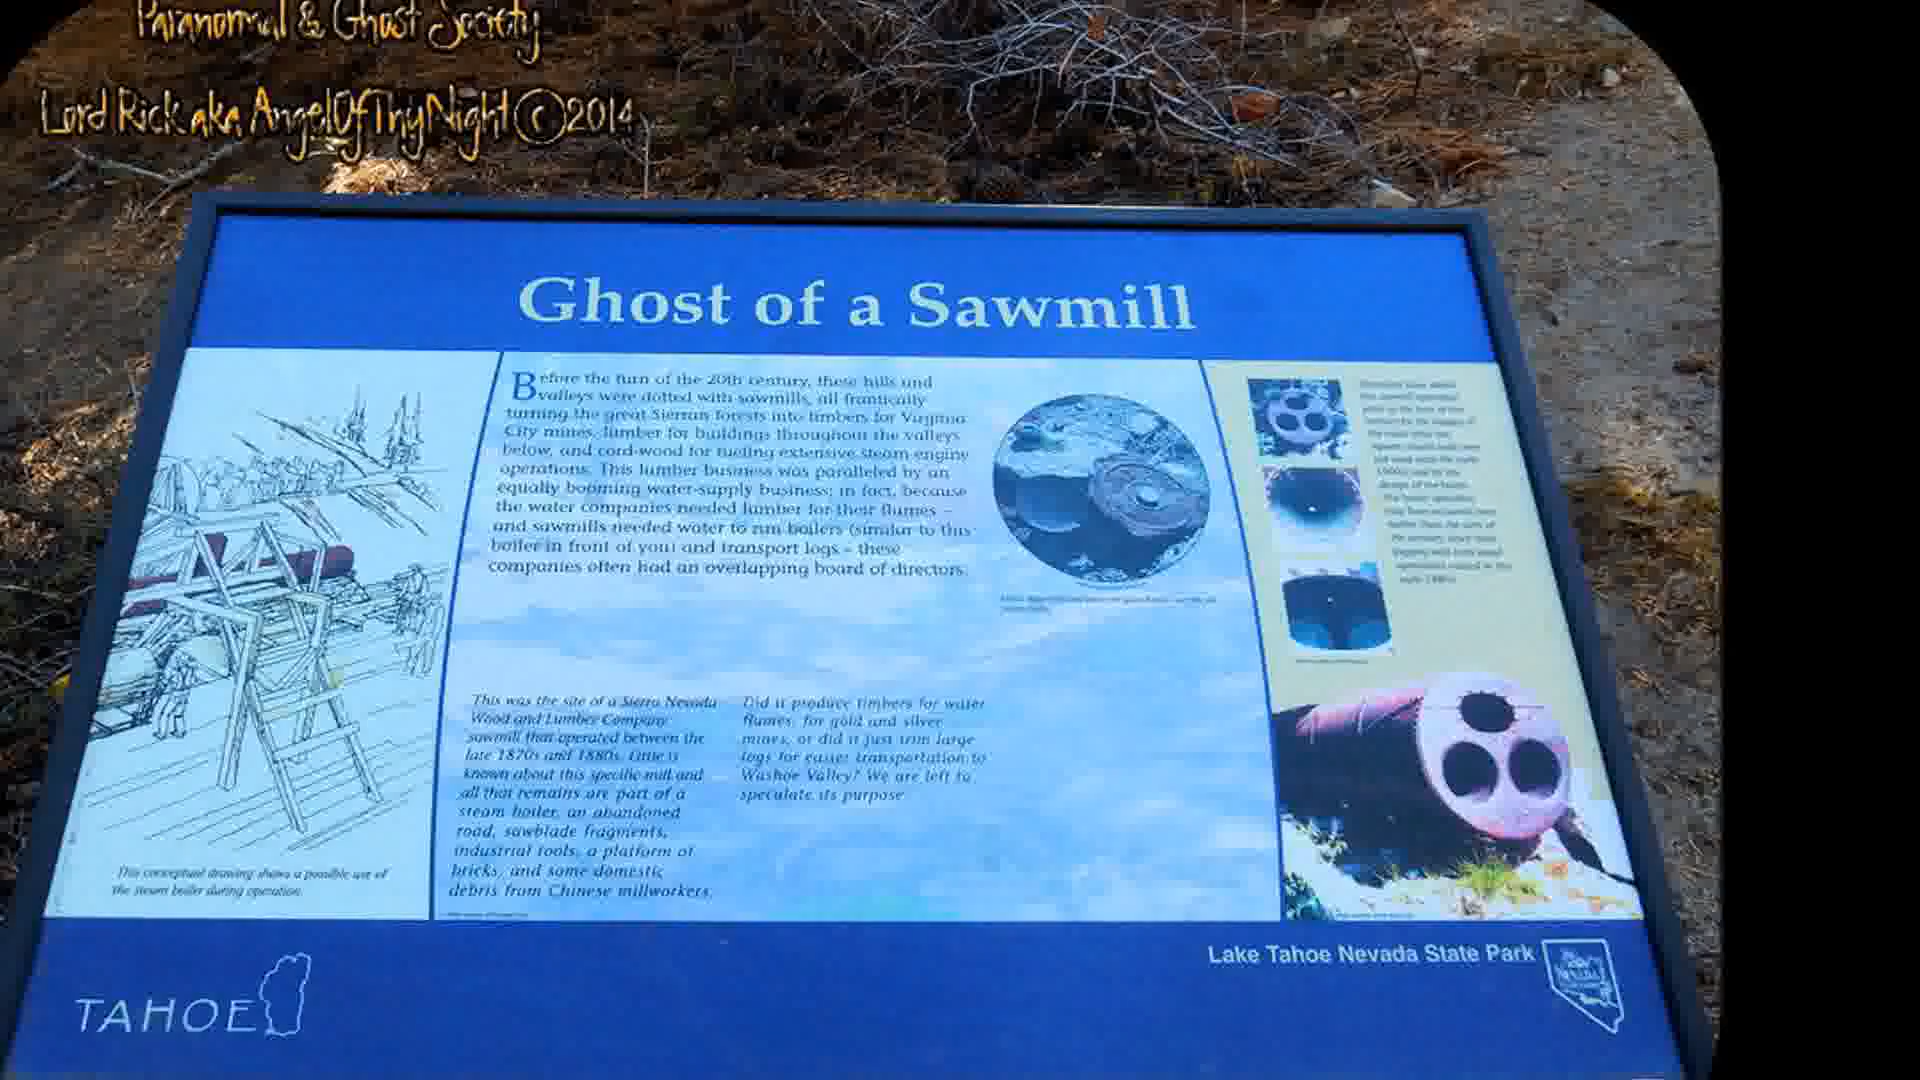 Paranormal & Ghost Society
Lord Rick aka AngelOfThyNight ©2014
Ghost of a Sawmill
Before the turn of the 20th century, these hills and
valleys were dotted with sawmills, all frantically
turning the great Sierran forests into timbers for Virginia
City mines, lumber for buildings throughout the valleys
below, and cord-wood for fueling extensive steam engine
operations. This lumber business was paralleled by an
equally booming water-supply business; in fact, because
the water companies needed lumber for their flumes –
and sawmills needed water to run boilers (similar to this
boiler in front of you) and transport logs – these
companies often had an overlapping board of directors.
This was the site of a Sierra Nevada
Wood and Lumber Company
sawmill that operated between the
late 1870s and 1880s. Little is
known about this specific mill and
all that remains are part of a
steam boiler, an abandoned
road, sawblade fragments,
industrial tools, a platform of
bricks, and some domestic
debris from Chinese millworkers.
Did it produce timbers for water
flumes, for gold and silver
mines, or did it just trim large
logs for easier transportation to
Washoe Valley? We are left to
speculate its purpose
This conceptual drawing shows a possible use of
the steam boiler during operation.
TAHOE
Lake Tahoe Nevada State Park